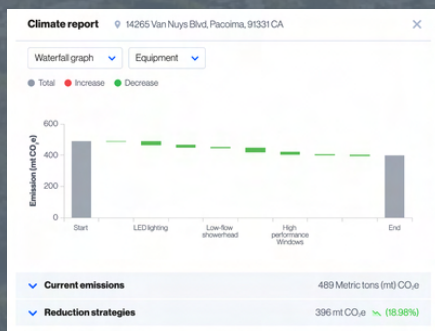 Climate report 14265 Van Nuys Blvd, Pacoima, 91331 CA
Waterfall graph Equipment
Total Increase Decrease
Emission (mt CO₂e)
600
400
200
0
Start LED lighting Low-flow showerhead High performance Windows End
Current emissions 489 Metric tons (mt) CO₂e
Reduction strategies 396 mt CO₂e (18.98%)